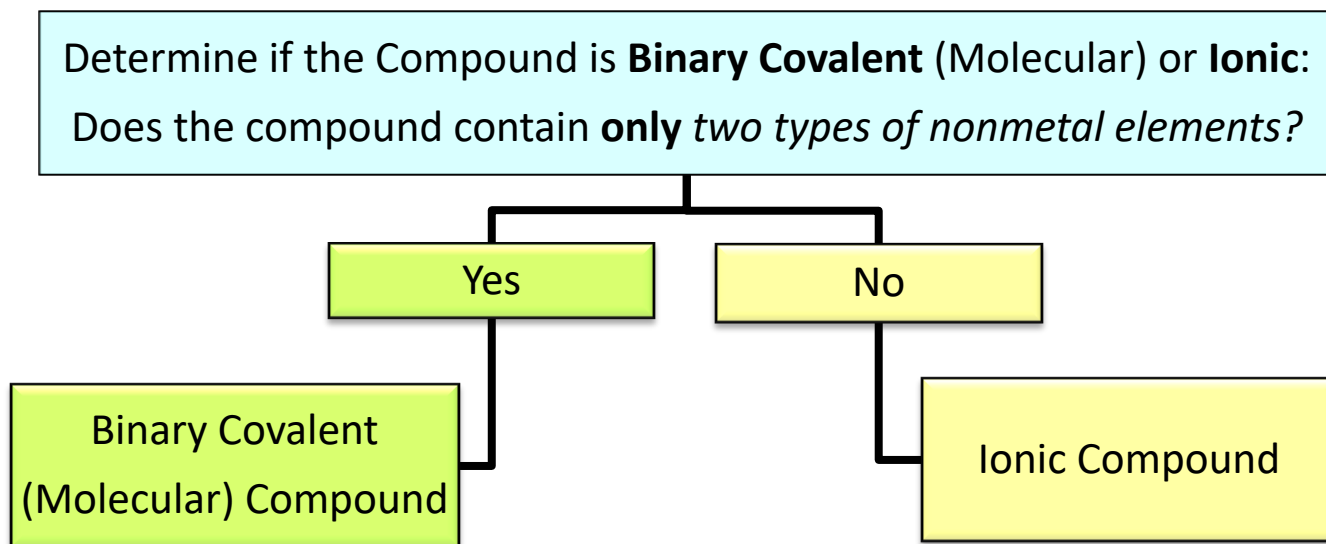 Determine if the Compound is Binary Covalent (Molecular) or Ionic:
Does the compound contain only two types of nonmetal elements?
Yes
No
Binary Covalent
(Molecular) Compound
Ionic Compound